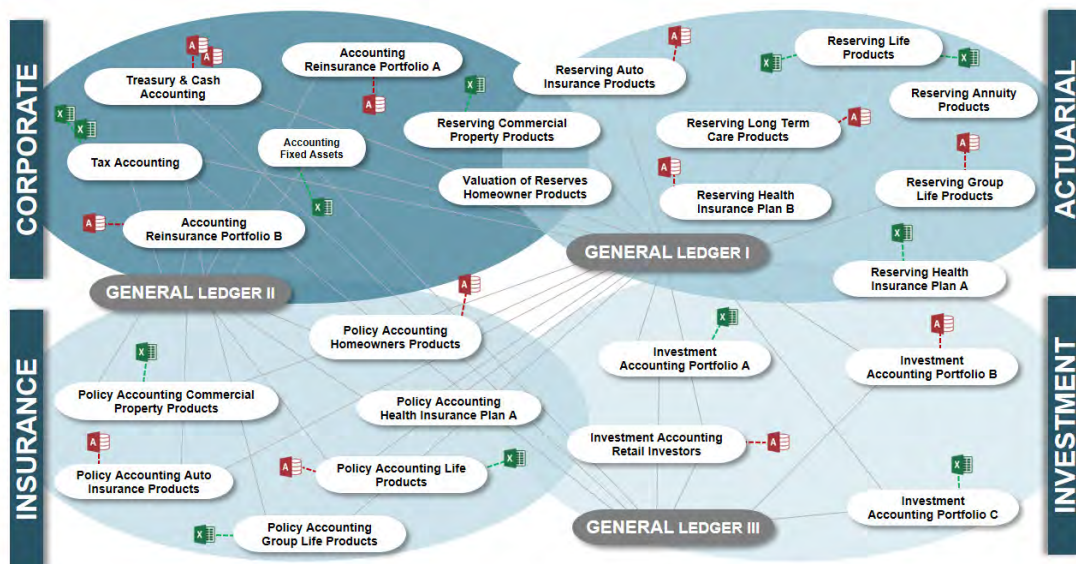 CORPORATE
Treasury & Cash
Accounting
Accounting
Reinsurance Portfolio A
Tax Accounting
Accounting
Fixed Assets
Reserving Commercial
Property Products
Valuation of Reserves
Homeowner Products
Accounting
Reinsurance Portfolio B
GENERAL LEDGER II
ACTUARIAL
Reserving Auto
Insurance Products
Reserving Life
Products
Reserving Annuity
Products
Reserving Long Term
Care Products
Reserving Health
Insurance Plan B
Reserving Group
Life Products
GENERAL LEDGER I
Reserving Health
Insurance Plan A
INSURANCE
Policy Accounting
Homeowners Products
Policy Accounting Commercial
Property Products
Policy Accounting
Health Insurance Plan A
Policy Accounting Auto
Insurance Products
Policy Accounting Life
Products
Policy Accounting
Group Life Products
INVESTMENT
Investment
Accounting Portfolio A
Investment
Accounting Portfolio B
Investment Accounting
Retail Investors
Investment
Accounting Portfolio C
GENERAL LEDGER III